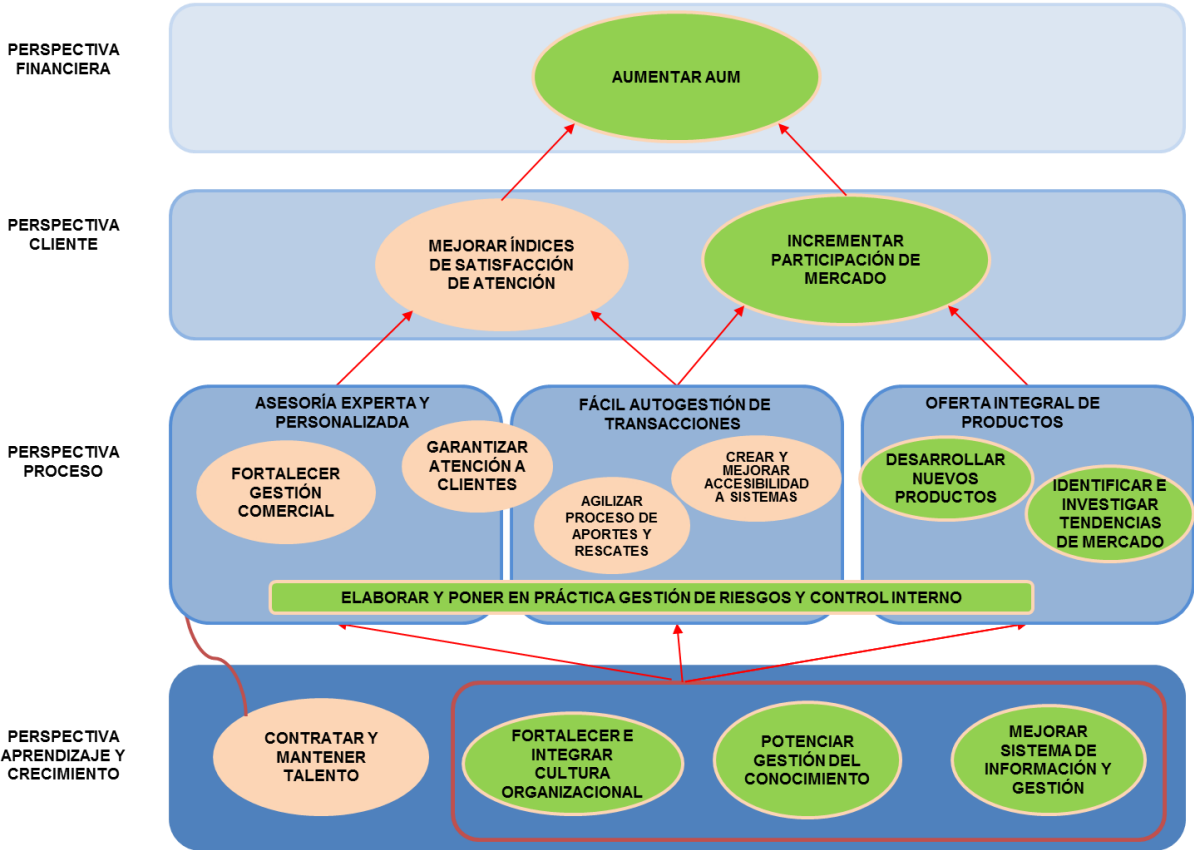 PERSPECTIVA
FINANCIERA
AUMENTAR AUM
PERSPECTIVA
CLIENTE
MEJORAR ÍNDICES
DE SATISFACCIÓN
DE ATENCIÓN
INCREMENTAR
PARTICIPACIÓN DE
MERCADO
PERSPECTIVA
PROCESO
ASESORÍA EXPERTA Y
PERSONALIZADA
FORTALECER
GESTIÓN
COMERCIAL
GARANTIZAR
ATENCIÓN A
CLIENTES
FÁCIL AUTOGESTIÓN DE
TRANSACCIONES
AGILIZAR
PROCESO DE
APORTES Y
RESCATES
CREAR Y
MEJORAR
ACCESIBILIDAD
A SISTEMAS
OFERTA INTEGRAL DE
PRODUCTOS
DESARROLLAR
NUEVOS
PRODUCTOS
IDENTIFICAR E
INVESTIGAR
TENDENCIAS
DE MERCADO
ELABORAR Y PONER EN PRÁCTICA GESTIÓN DE RIESGOS Y CONTROL INTERNO
PERSPECTIVA
APRENDIZAJE Y
CRECIMIENTO
CONTRATAR Y
MANTENER
TALENTO
FORTALECER E
INTEGRAR
CULTURA
ORGANIZACIONAL
POTENCIAR
GESTIÓN DEL
CONOCIMIENTO
MEJORAR
SISTEMA DE
INFORMACIÓN Y
GESTIÓN